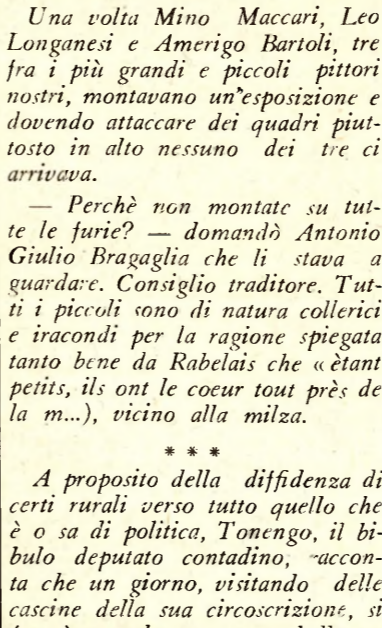 Una volta Mino Maccari, Leo
Longanesi e Amerigo Bartoli, tre
fra i più grandi e piccoli pittori
nostri, montavano un'esposizione e
dovendo attaccare dei quadri piut-
tosto in alto nessuno dei tre ci
arrivava.
— Perchè non montate su tut-
te le furie? — domandò Antonio
Giulio Bragaglia che li stava a
guardare. Consiglio traditore. Tut-
ti i piccoli sono di natura collerici
e iracondi per la ragione spiegata
tanto bene da Rabelais che « ètant
petits, ils ont le coeur tout près de
la m...), vicino alla milza.
* * *
A proposito della diffidenza di
certi rurali verso tutto quello che
è o sa di politica, Tonengo, il bi-
bulo deputato contadino, accon-
ta che un giorno, visitando delle
cascine della sua circoscrizione, si